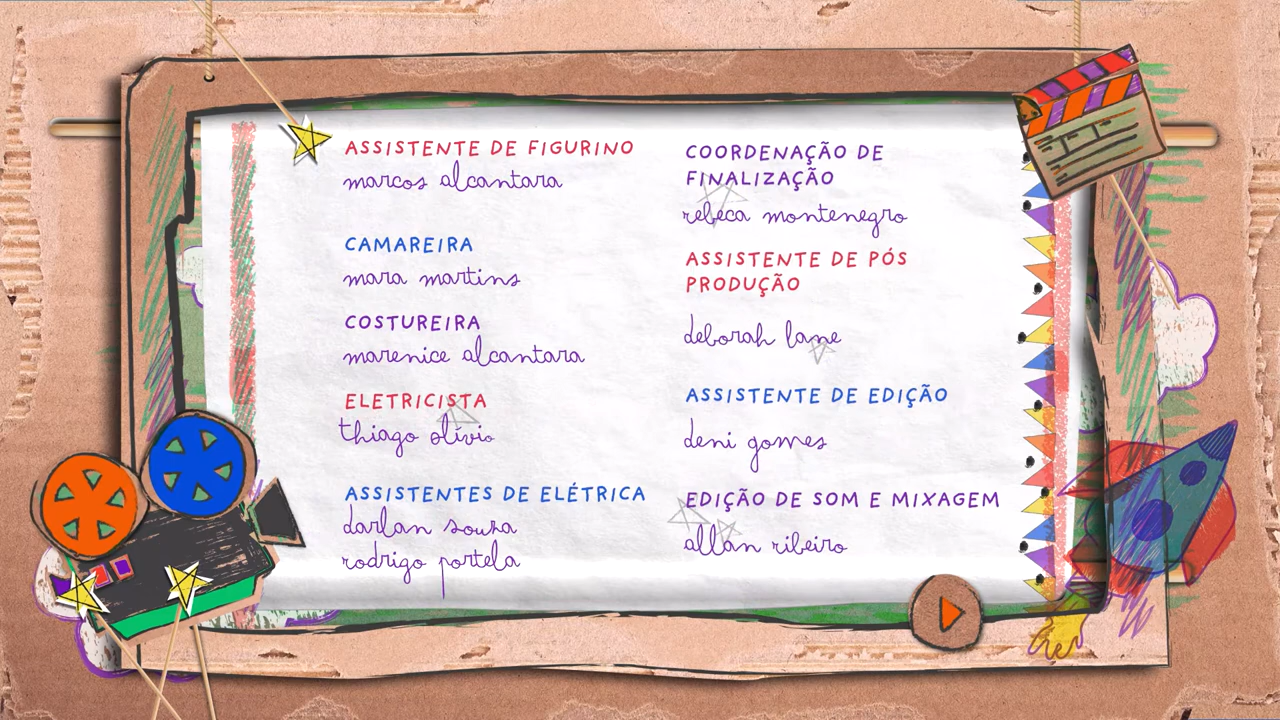 ASSISTENTE DE FIGURINO
marcos alcantara
CAMAREIRA
mara martins
COSTUREIRA
marenice alcantara
ELETRICISTA
thiago olívio
ASSISTENTES DE ELÉTRICA
darlan souza
rodrigo portela
COORDENAÇÃO DE
FINALIZAÇÃO
rebeca montenegro
ASSISTENTE DE PÓS
PRODUÇÃO
deborah lane
ASSISTENTE DE EDIÇÃO
deni gomes
EDIÇÃO DE SOM E MIXAGEM
allan ribeiro